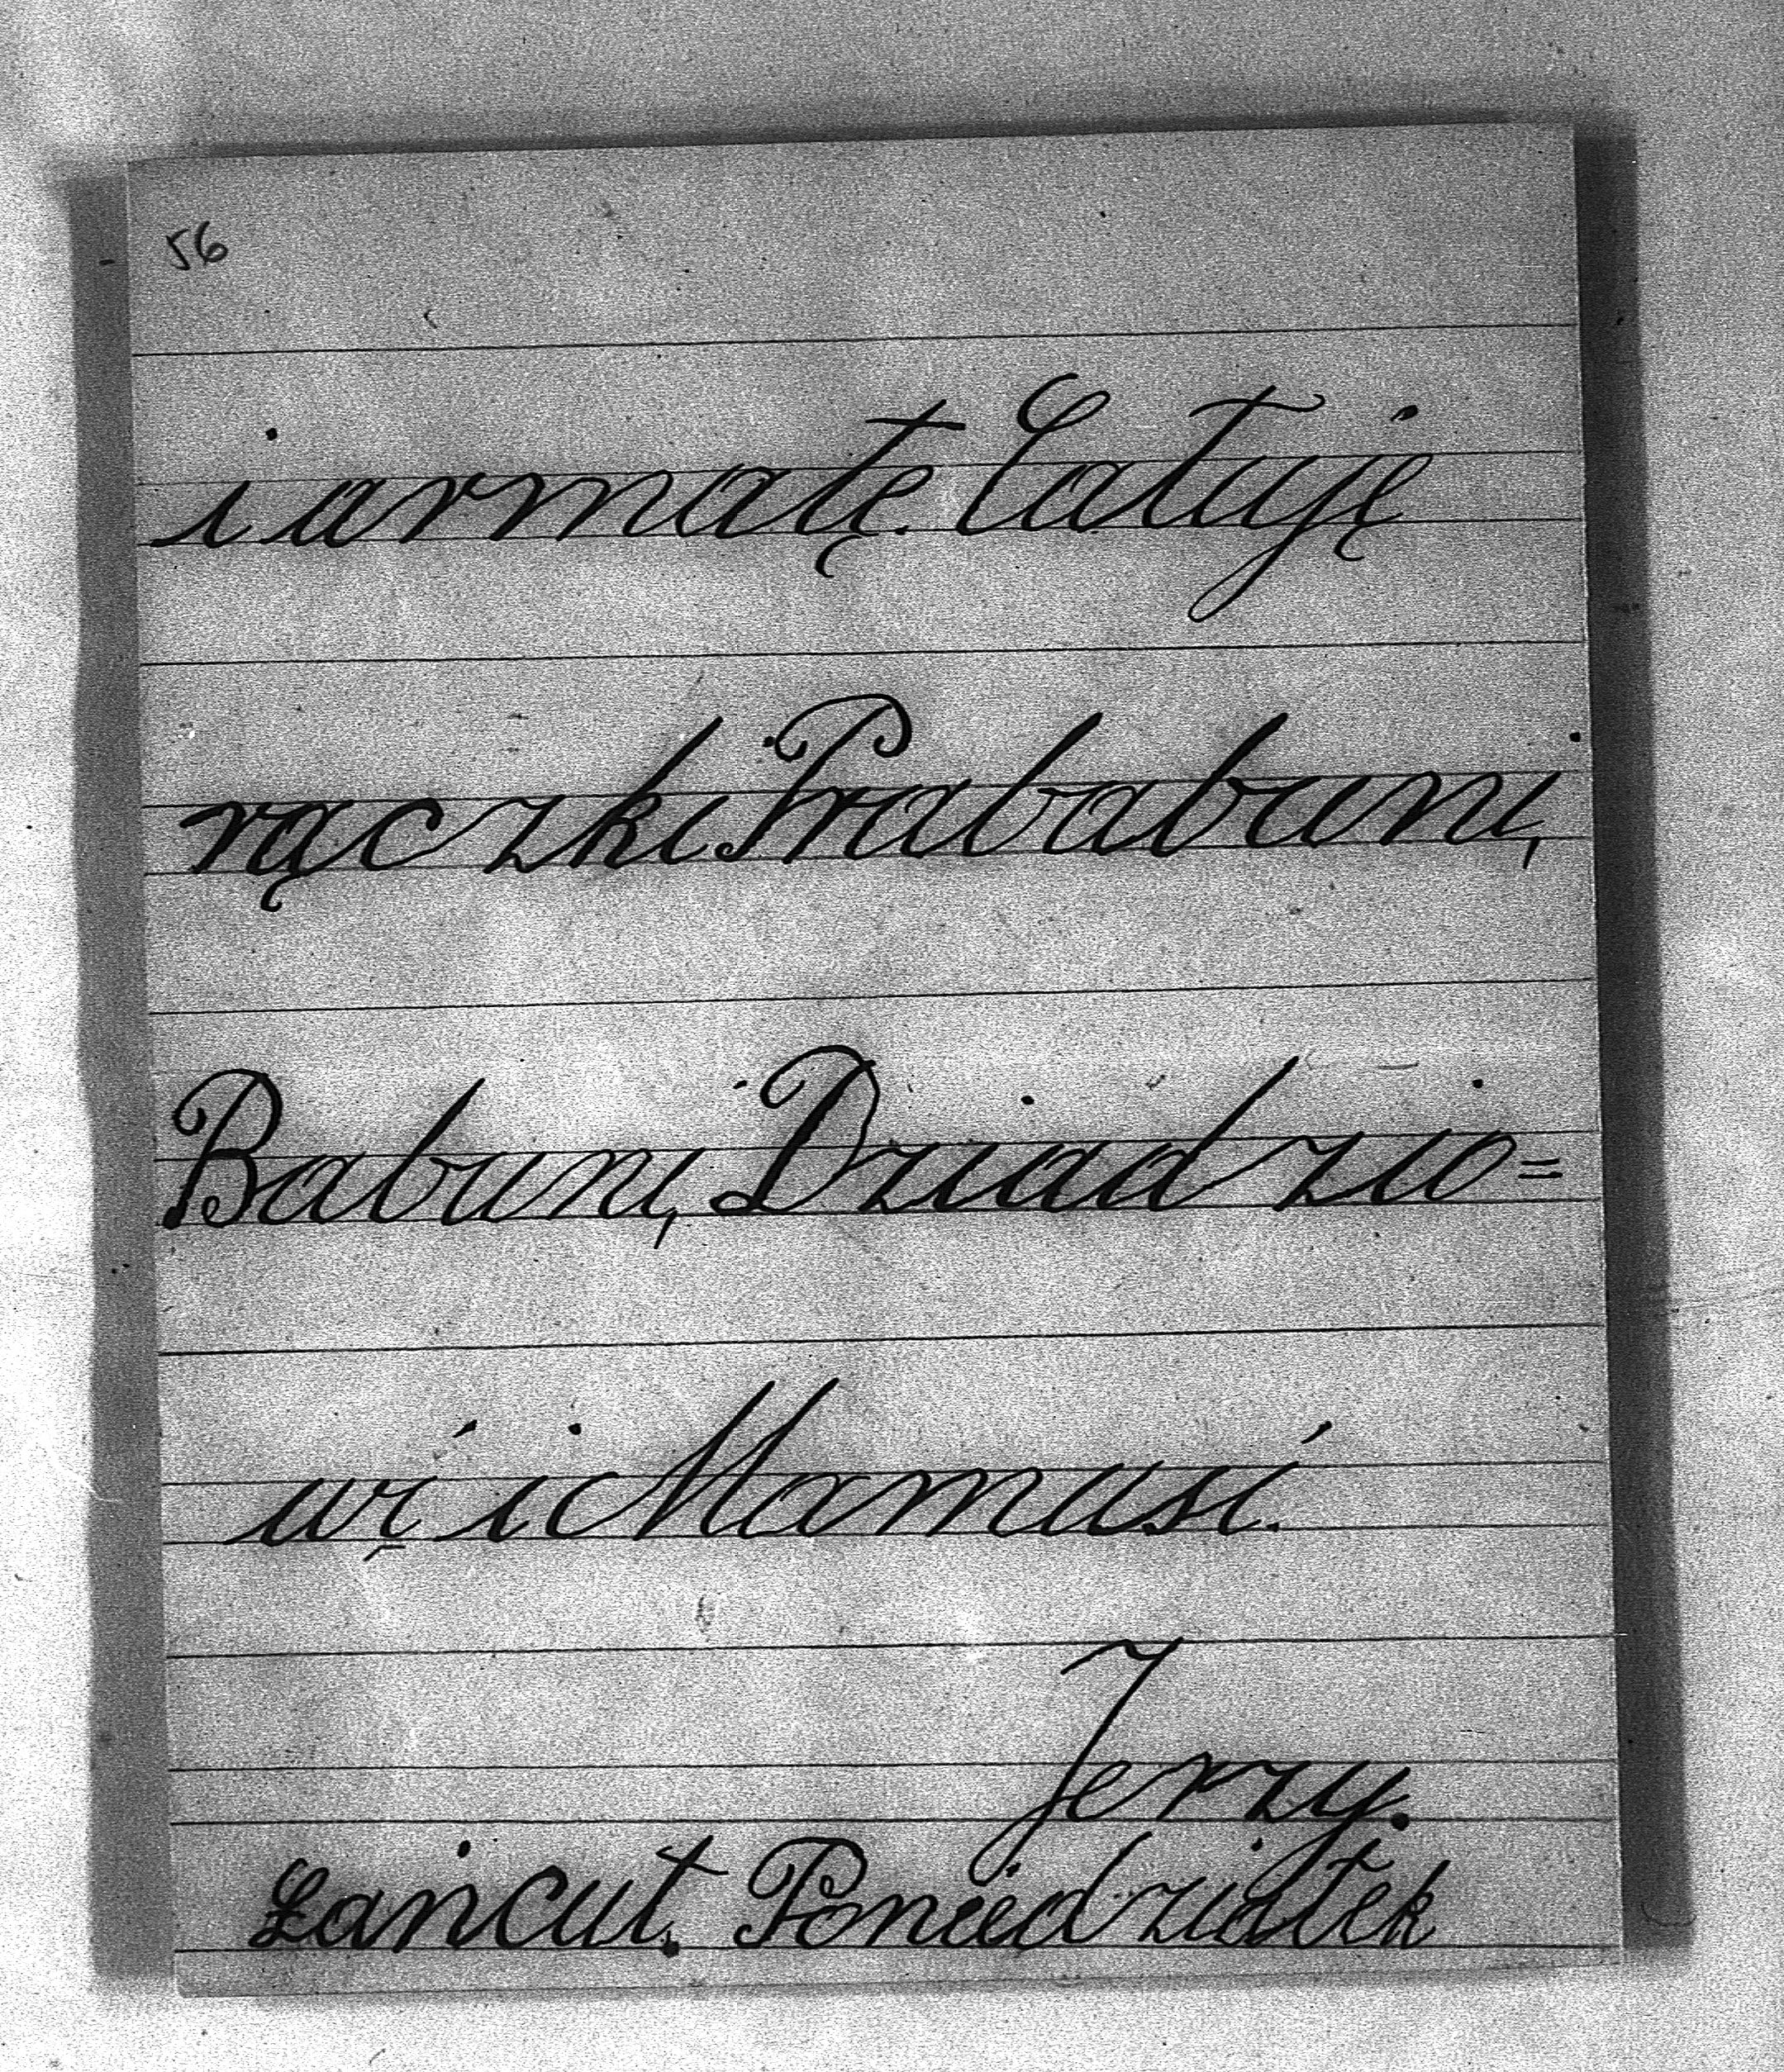 56
i armatę Całuję
rączki Prababuni,
Babuni, Dziadzio=
wi i Mamusi.
Jerzy.
Łańcut. Poniedziałek